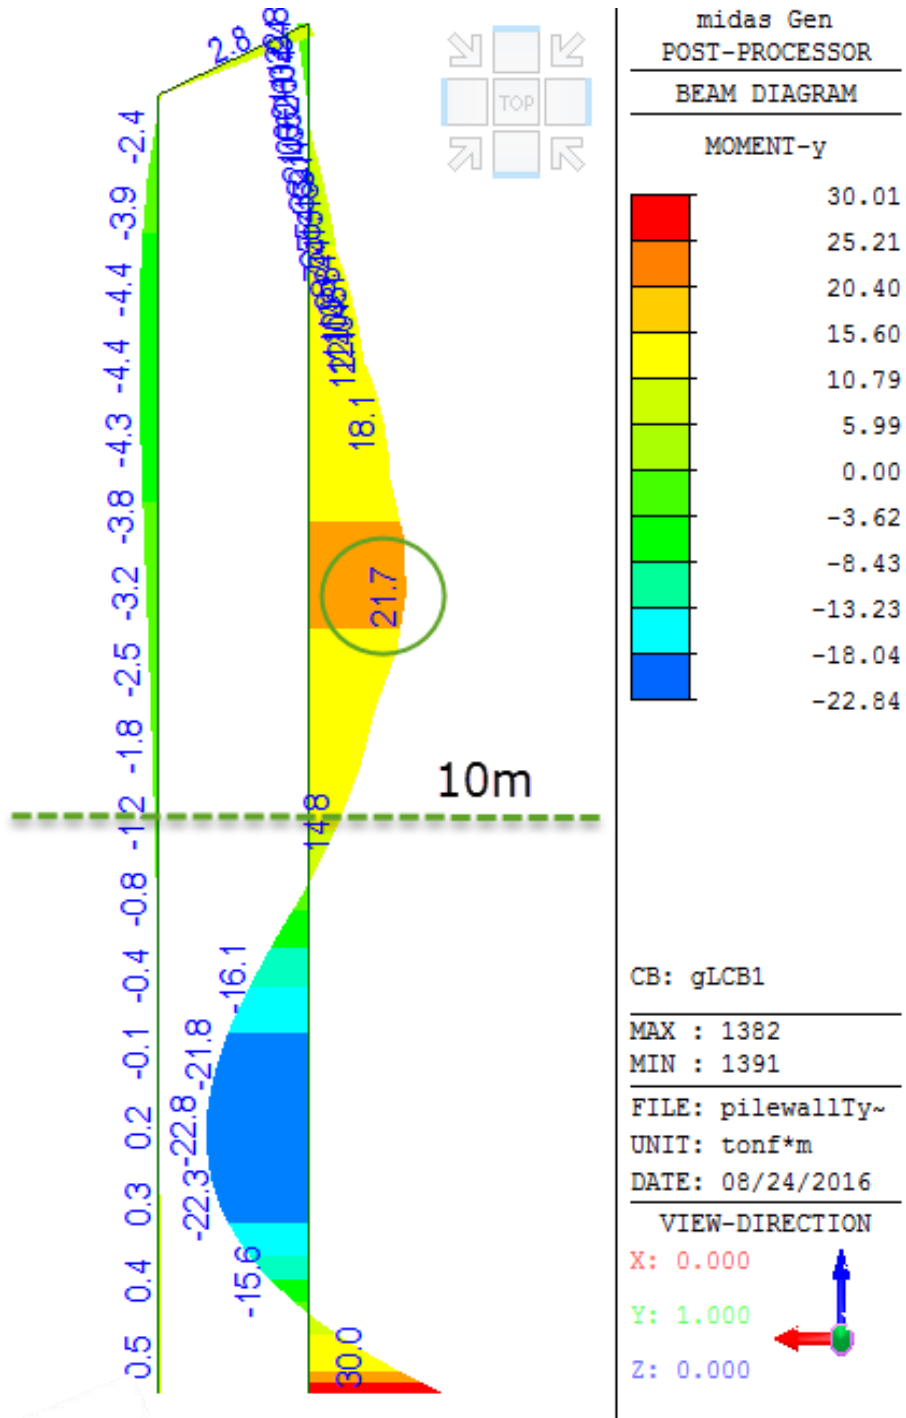 midas Gen
POST-PROCESSOR
BEAM DIAGRAM
MOMENT-y
TOP
30.01
25.21
20.40
15.60
10.79
5.99
0.00
-3.62
-8.43
-13.23
-18.04
-22.84
2.8
-2.4
-3.9
-4.4
-4.4
-4.3
-3.8
-3.2
-2.5
-1.8
-1.2
-0.8
-0.4
-0.1
0.2
0.3
0.4
0.5
18.1
21.7
10m
14.8
-16.1
-21.8
-22.8
-22.3
-15.6
30.0
CB: gLCB1
MAX : 1382
MIN : 1391
FILE: pilewallTy~
UNIT: tonf*m
DATE: 08/24/2016
VIEW-DIRECTION
X: 0.000
Y: 1.000
Z: 0.000